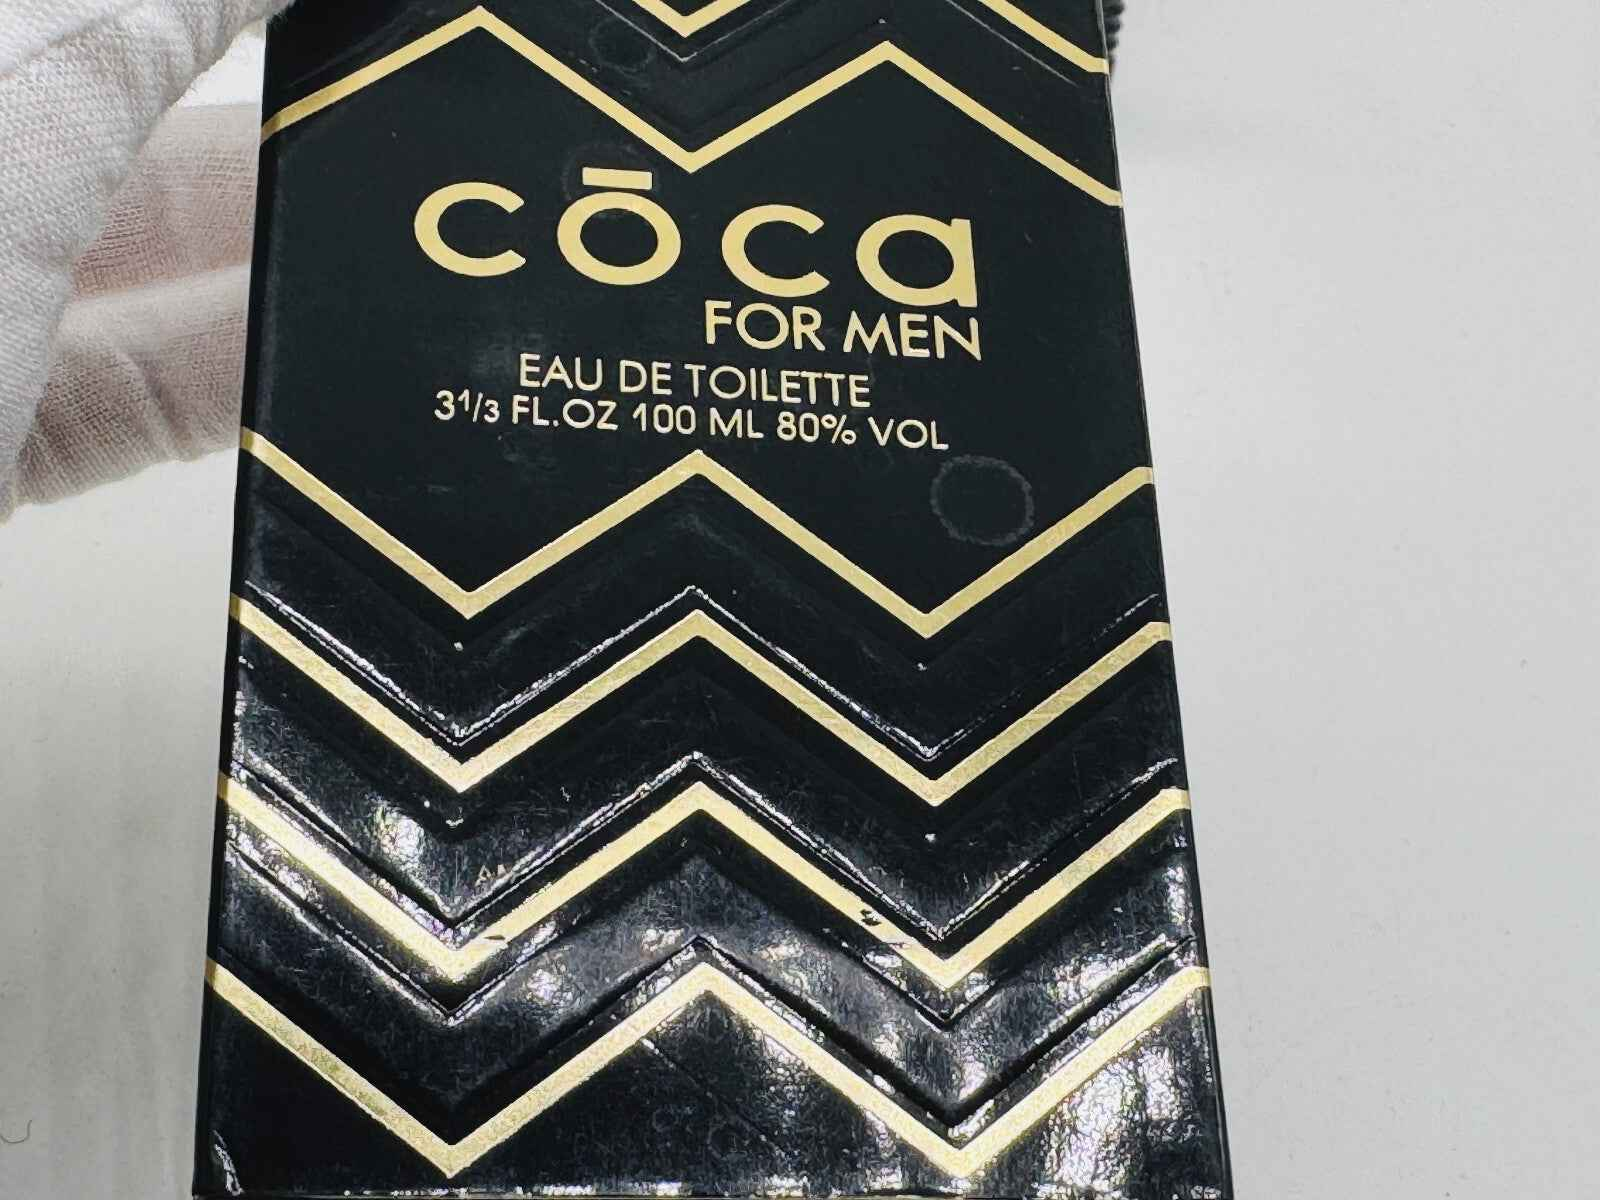 cōca
FOR MEN
EAU DE TOILETTE
3 1/3 FL.OZ 100 ML 80% VOL